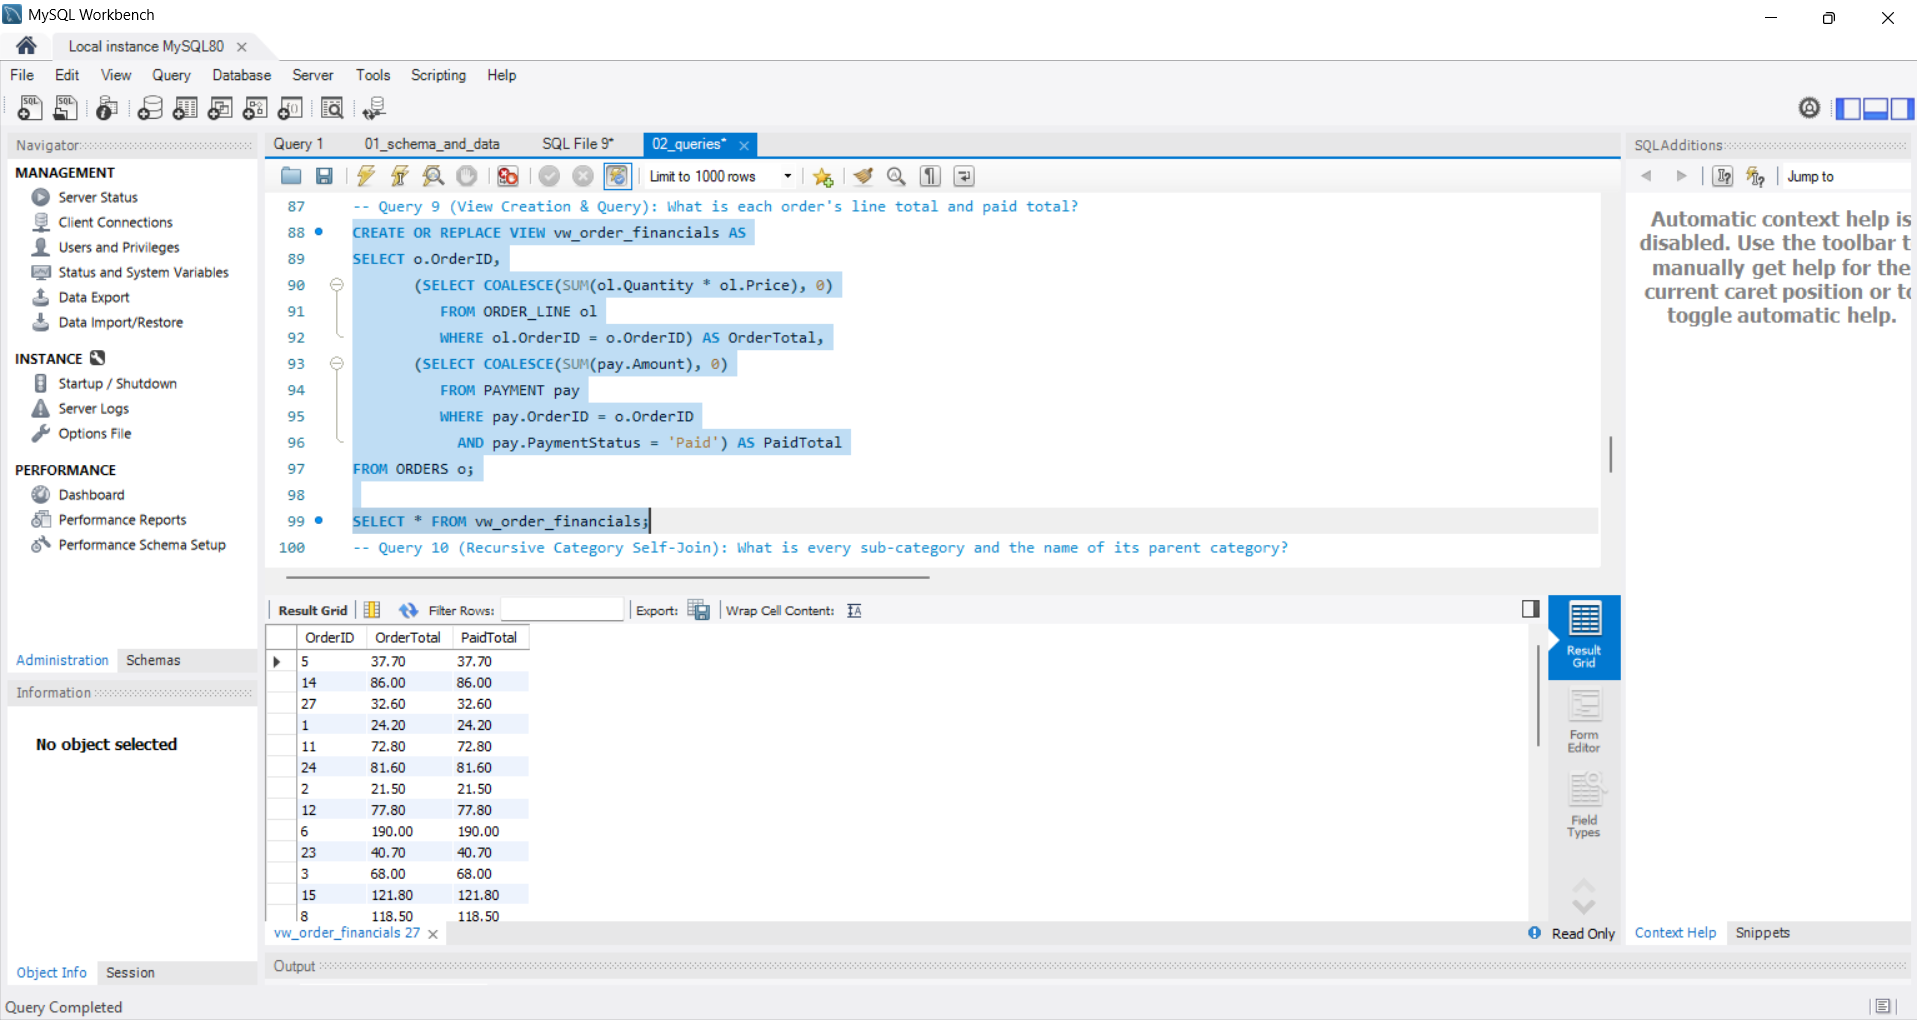 MySQL Workbench
Local instance MySQL80
File Edit View Query Database Server Tools Scripting Help
Navigator
MANAGEMENT
Server Status
Client Connections
Users and Privileges
Status and System Variables
Data Export
Data Import/Restore
INSTANCE
Startup / Shutdown
Server Logs
Options File
PERFORMANCE
Dashboard
Performance Reports
Performance Schema Setup
Administration Schemas
Information
No object selected
Object Info Session
Query 1 01_schema_and_data SQL File 9* 02_queries*
Limit to 1000 rows
87 -- Query 9 (View Creation & Query): What is each order's line total and paid total?
88 CREATE OR REPLACE VIEW vw_order_financials AS
89 SELECT o.OrderID,
90 (SELECT COALESCE(SUM(ol.Quantity * ol.Price), 0)
91 FROM ORDER_LINE ol
92 WHERE ol.OrderID = o.OrderID) AS OrderTotal,
93 (SELECT COALESCE(SUM(pay.Amount), 0)
94 FROM PAYMENT pay
95 WHERE pay.OrderID = o.OrderID
96 AND pay.PaymentStatus = 'Paid') AS PaidTotal
97 FROM ORDERS o;
98
99 SELECT * FROM vw_order_financials;
100 -- Query 10 (Recursive Category Self-Join): What is every sub-category and the name of its parent category?
Result Grid Filter Rows: Export: Wrap Cell Content:
OrderID OrderTotal PaidTotal
5 37.70 37.70
14 86.00 86.00
27 32.60 32.60
1 24.20 24.20
11 72.80 72.80
24 81.60 81.60
2 21.50 21.50
12 77.80 77.80
6 190.00 190.00
23 40.70 40.70
3 68.00 68.00
15 121.80 121.80
8 118.50 118.50
Result
Grid
Form
Editor
Field
Types
vw_order_financials 27
Read Only
Output
SQLAdditions
Jump to
Automatic context help is
disabled. Use the toolbar t
manually get help for the
current caret position or to
toggle automatic help.
Context Help Snippets
Query Completed